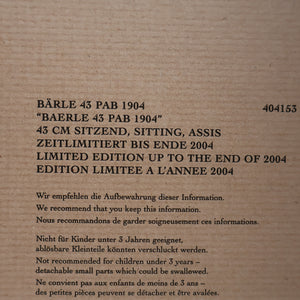 BÄRLE 43 PAB 1904 404153
"BAERLE 43 PAB 1904"
43 CM SITZEND, SITTING, ASSIS
ZEITLIMITIERT BIS ENDE 2004
LIMITED EDITION UP TO THE END OF 2004
EDITION LIMITEE A L'ANNEE 2004
Wir empfehlen die Aufbewahrung dieser Information.
We recommend that you keep this information.
Nous recommandons de garder soigneusement ces informations.
Nicht für Kinder unter 3 Jahren geeignet,
ablösbare Kleinteile könnten verschluckt werden.
Not recommended for children under 3 years –
detachable small parts which could be swallowed.
Ne convient pas aux enfants de moins de 3 ans –
des petites pièces peuvent se détacher et être avalées.